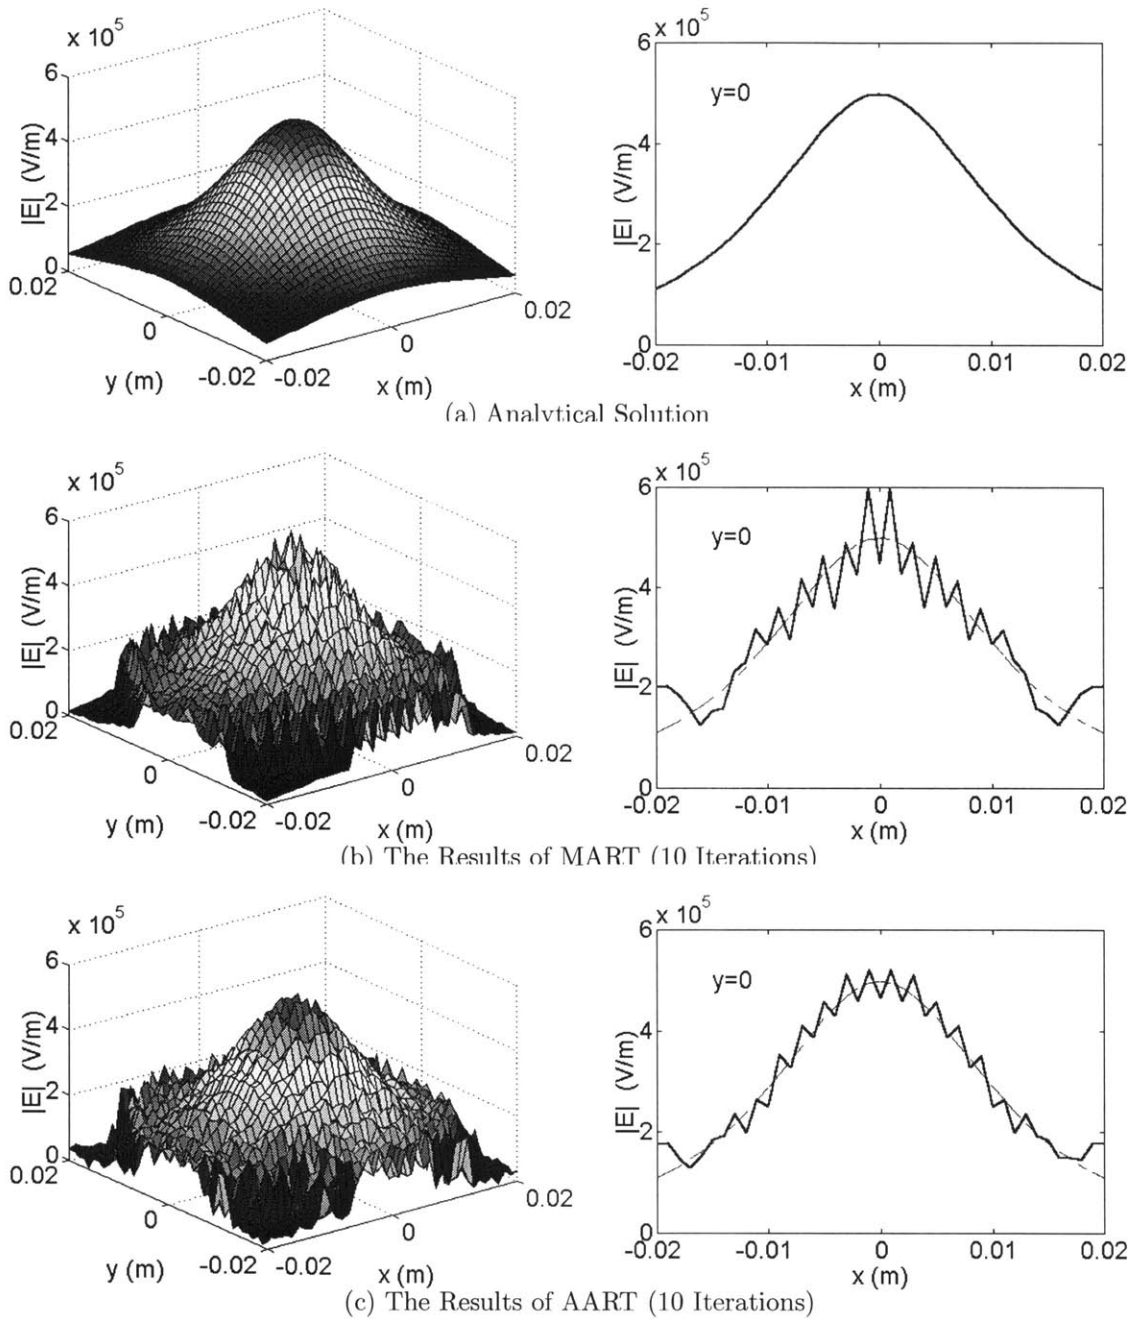 x 10^5
6
4
2
0
|E| (V/m)
0.02
0
-0.02
y (m)
-0.02
0
0.02
x (m)
x 10^5
6
4
2
0
|E| (V/m)
y=0
-0.02 -0.01 0 0.01 0.02
x (m)
(a) Analytical Solution
x 10^5
6
4
2
0
|E| (V/m)
0.02
0
-0.02
y (m)
-0.02
0
0.02
x (m)
x 10^5
6
4
2
0
|E| (V/m)
y=0
-0.02 -0.01 0 0.01 0.02
x (m)
(b) The Results of MART (10 Iterations)
x 10^5
6
4
2
0
|E| (V/m)
0.02
0
-0.02
y (m)
-0.02
0
0.02
x (m)
x 10^5
6
4
2
0
|E| (V/m)
y=0
-0.02 -0.01 0 0.01 0.02
x (m)
(c) The Results of AART (10 Iterations)